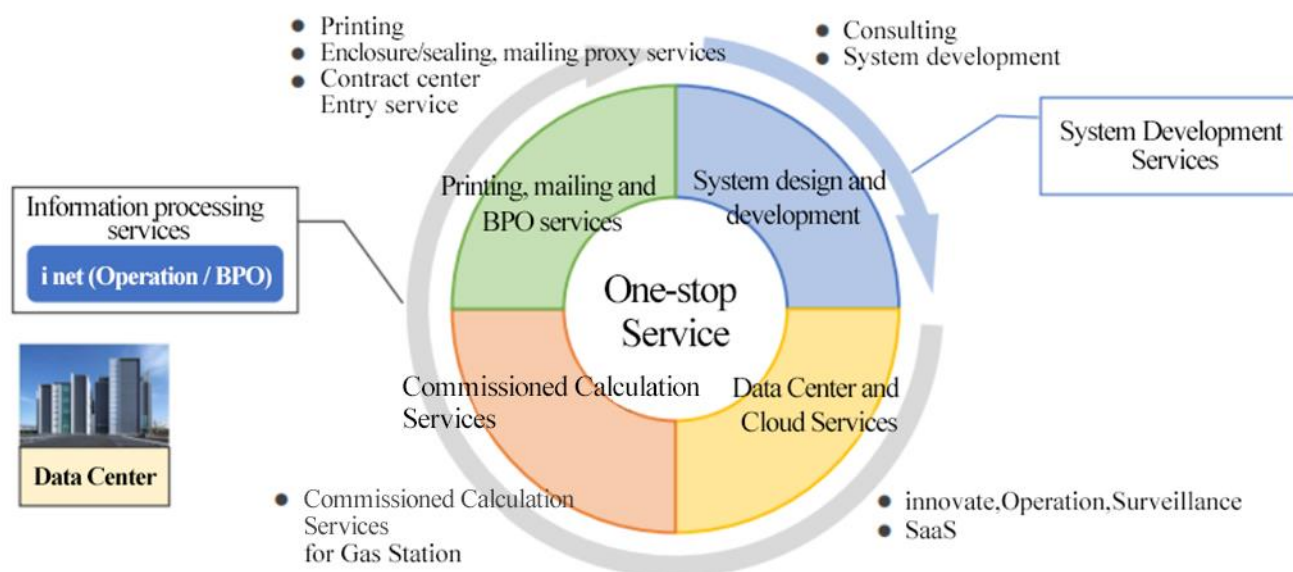 Printing
Enclosure/sealing, mailing proxy services
Contract center
Entry service
Consulting
System development
System Development
Services
Printing, mailing and
BPO services
System design and
development
Information processing
services
i net (Operation / BPO)
One-stop
Service
Commissioned Calculation
Services
Data Center and
Cloud Services
Data Center
Commissioned Calculation
Services
for Gas Station
innovate,Operation,Surveillance
SaaS